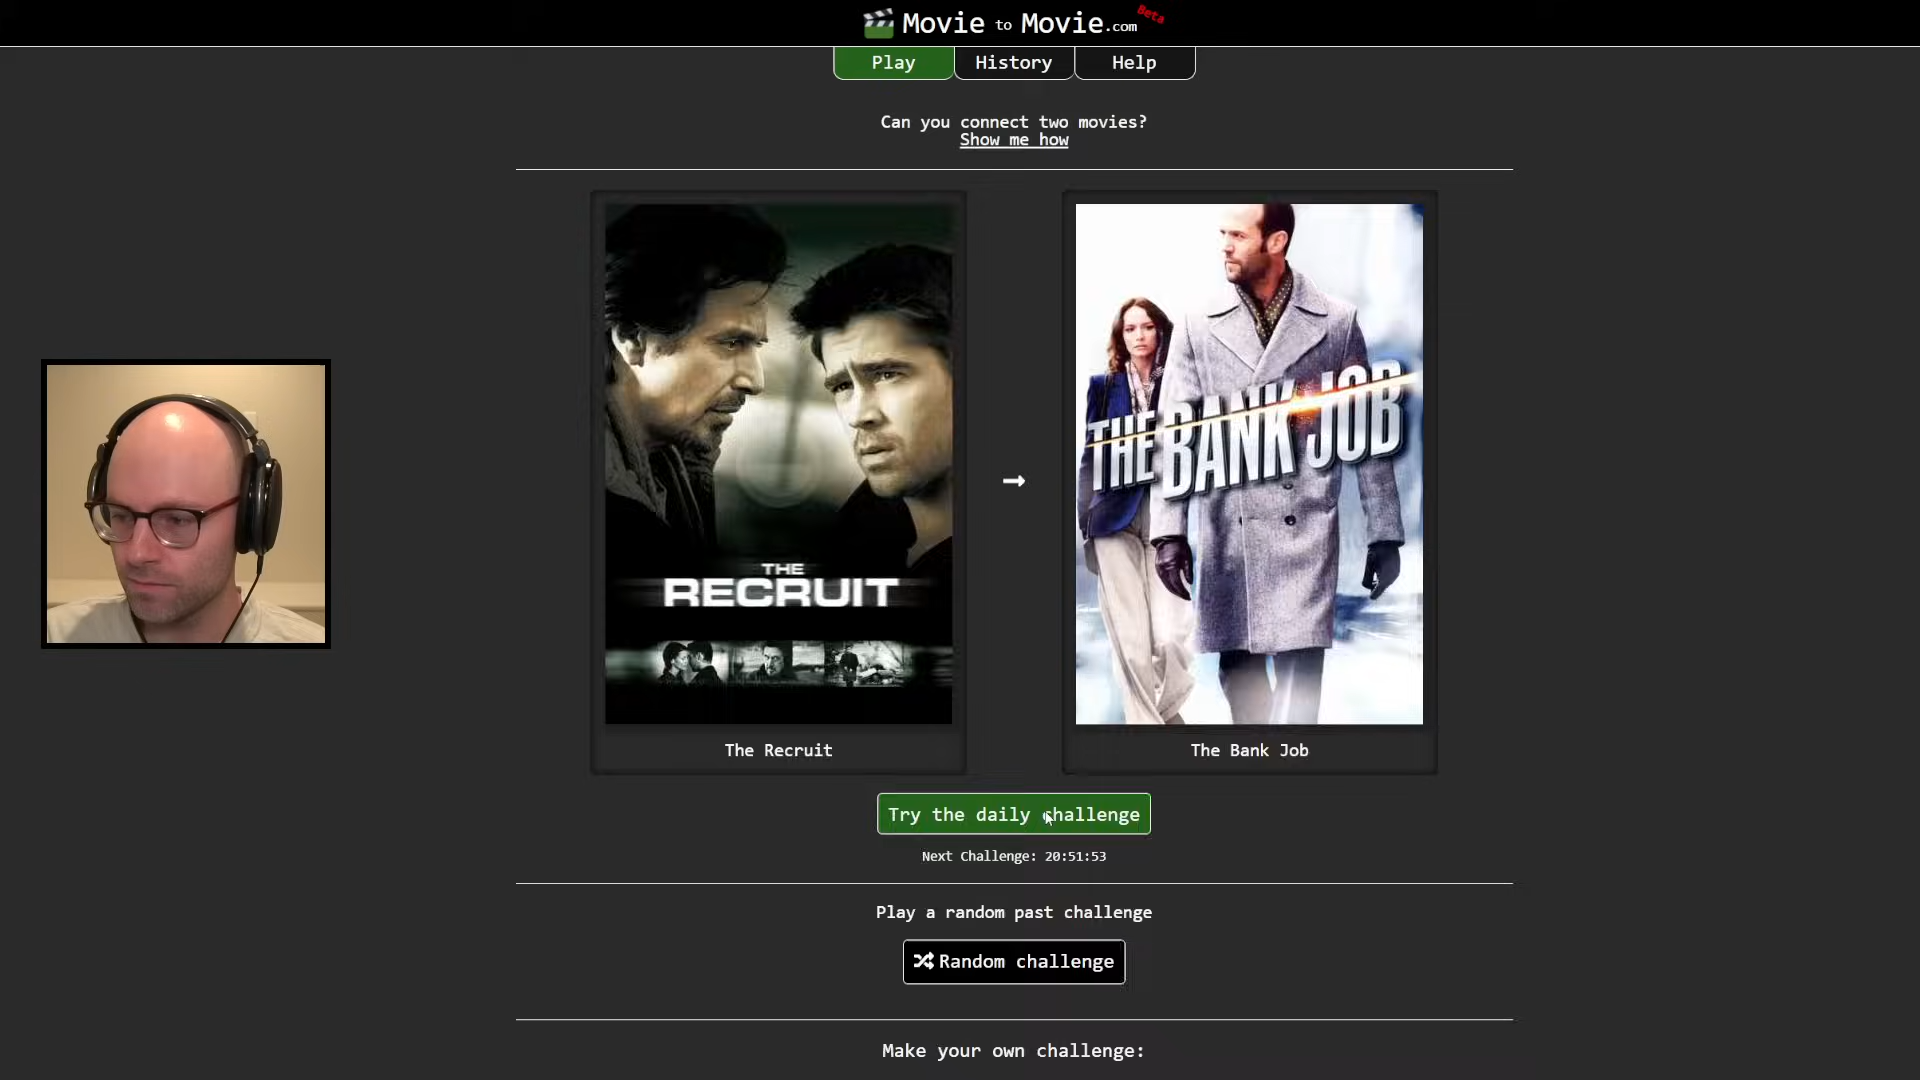 Movie to Movie.com Beta
Play
History
Help
Can you connect two movies?
Show me how
THE
RECRUIT
THE BANK JOB
The Recruit
The Bank Job
Try the daily challenge
Next Challenge: 20:51:53
Play a random past challenge
Random challenge
Make your own challenge: